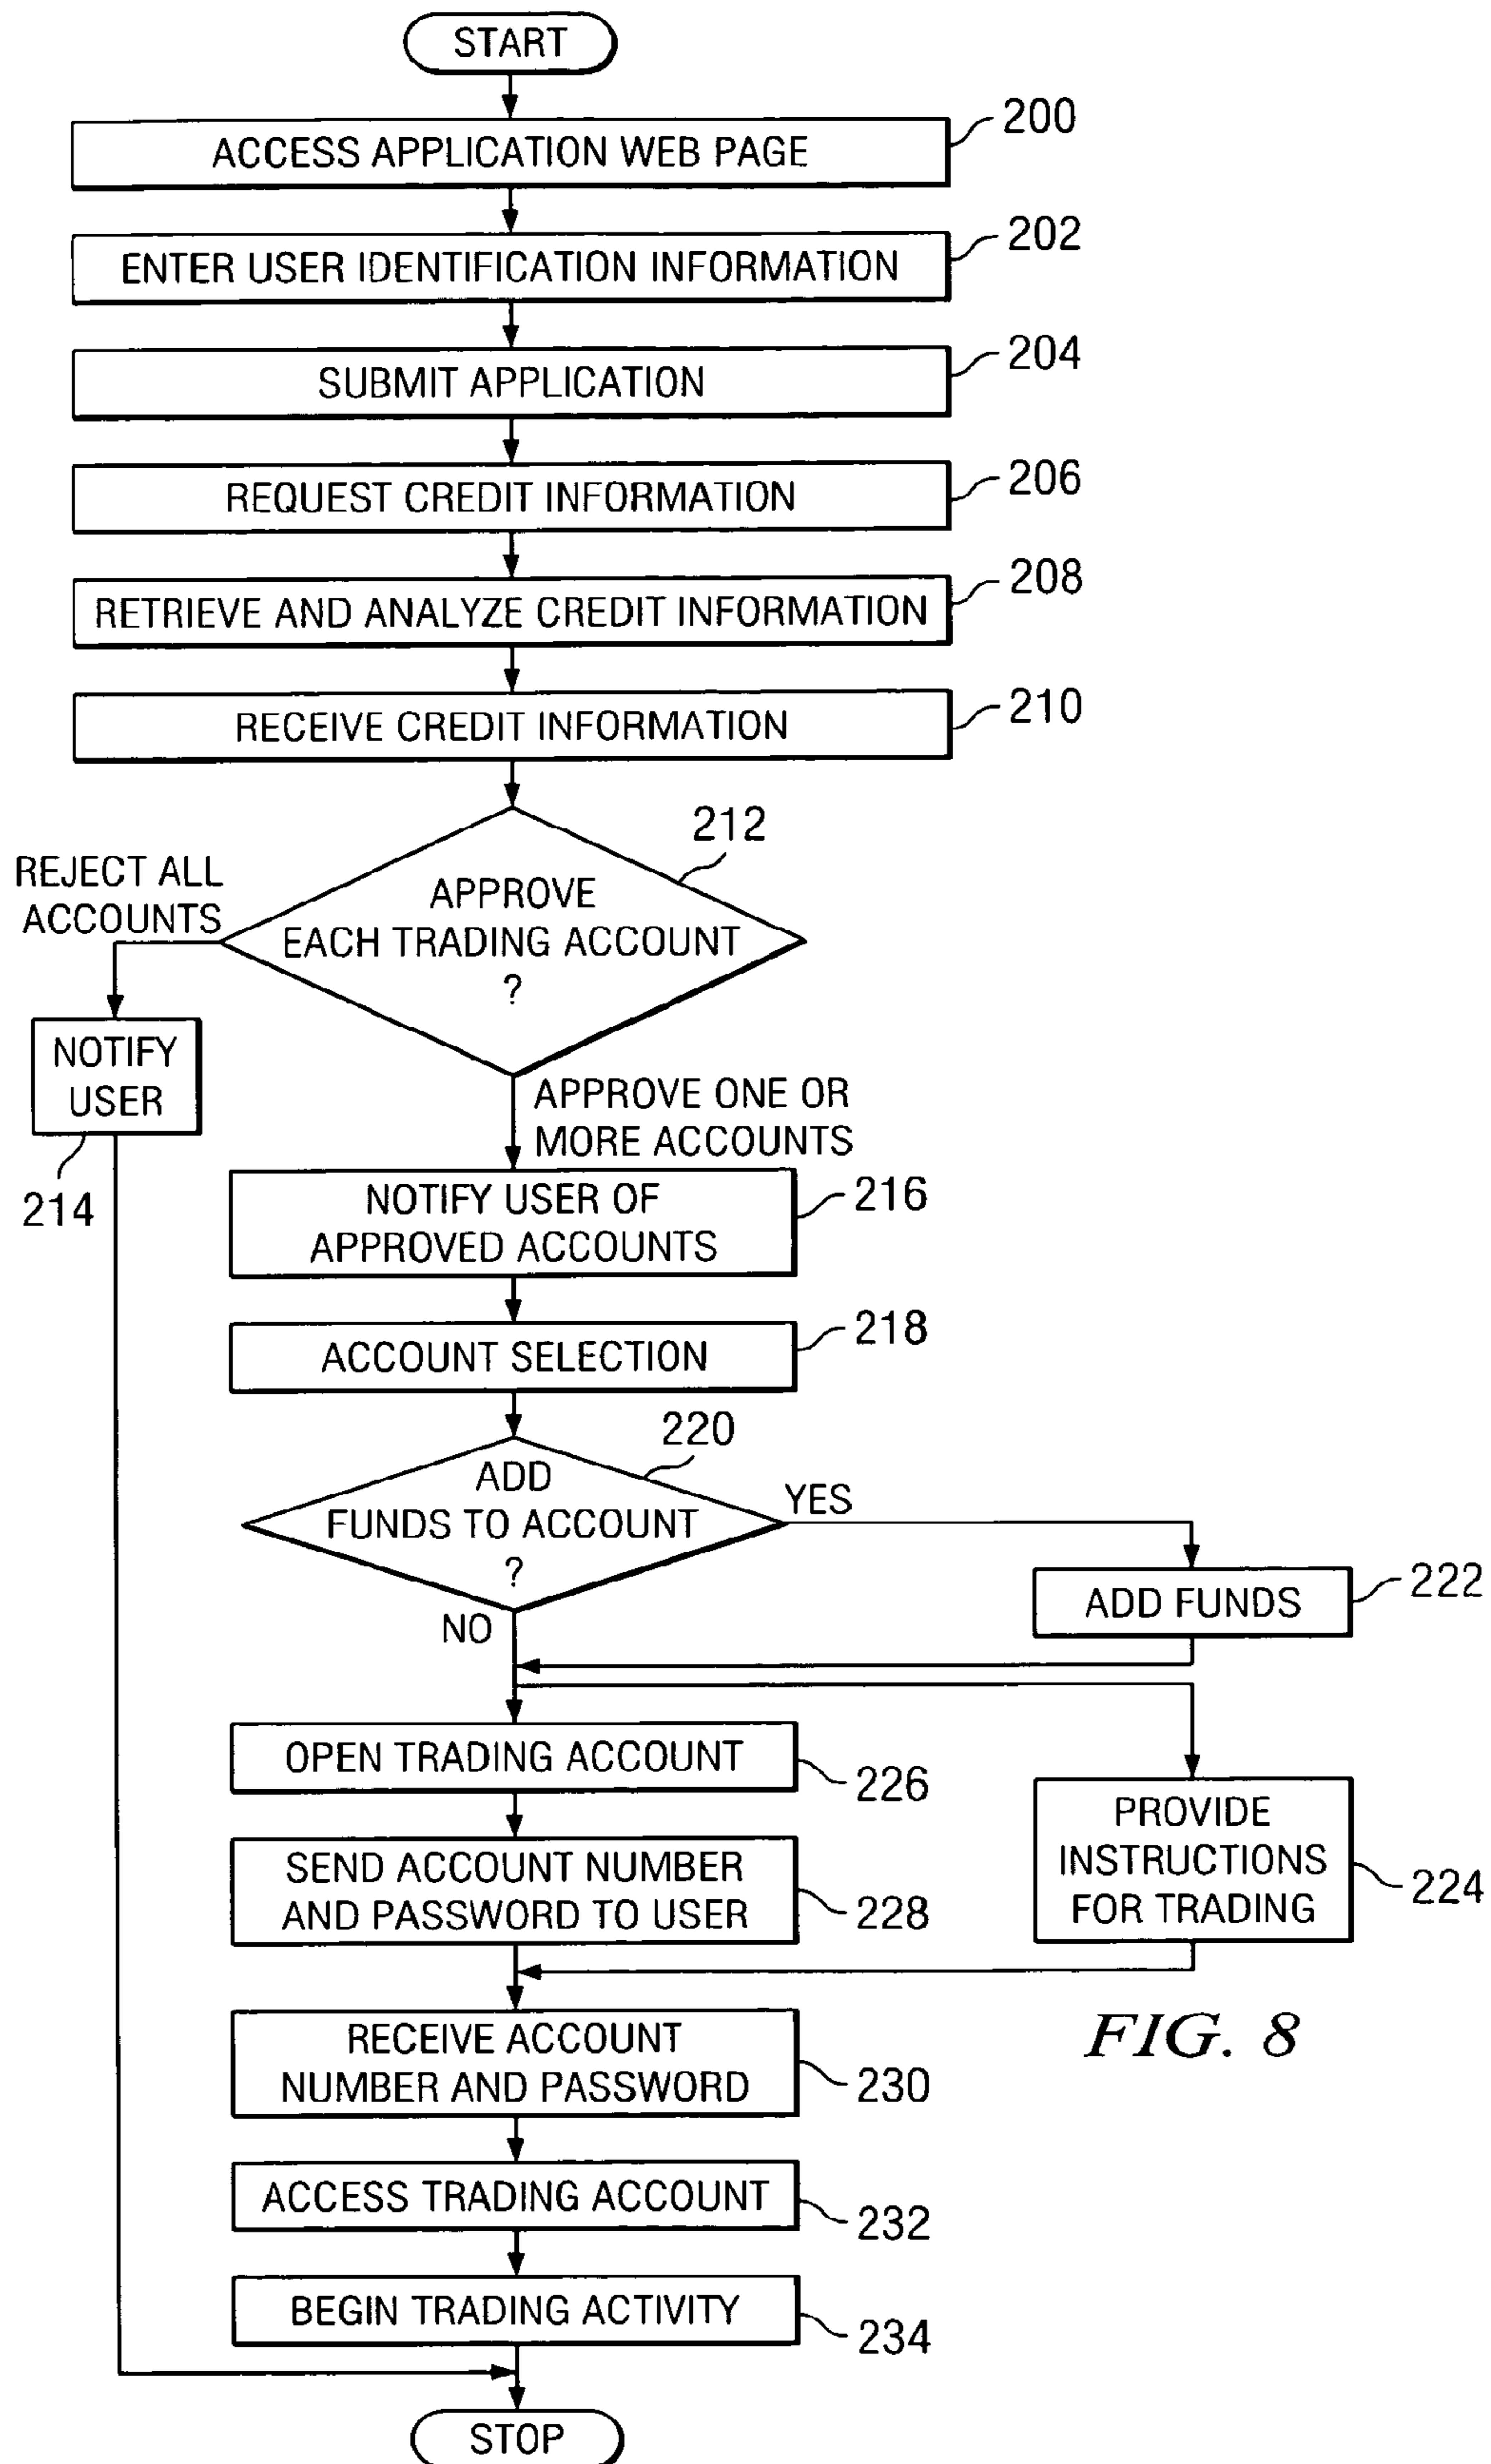 START
200
ACCESS APPLICATION WEB PAGE
202
ENTER USER IDENTIFICATION INFORMATION
204
SUBMIT APPLICATION
206
REQUEST CREDIT INFORMATION
208
RETRIEVE AND ANALYZE CREDIT INFORMATION
210
RECEIVE CREDIT INFORMATION
212
REJECT ALL
ACCOUNTS
APPROVE
EACH TRADING ACCOUNT
?
NOTIFY
USER
214
APPROVE ONE OR
MORE ACCOUNTS
NOTIFY USER OF
APPROVED ACCOUNTS
216
ACCOUNT SELECTION
218
220
ADD
FUNDS TO ACCOUNT
?
YES
NO
ADD FUNDS
222
OPEN TRADING ACCOUNT
226
PROVIDE
INSTRUCTIONS
FOR TRADING
224
SEND ACCOUNT NUMBER
AND PASSWORD TO USER
228
RECEIVE ACCOUNT
NUMBER AND PASSWORD
230
FIG. 8
ACCESS TRADING ACCOUNT
232
BEGIN TRADING ACTIVITY
234
STOP